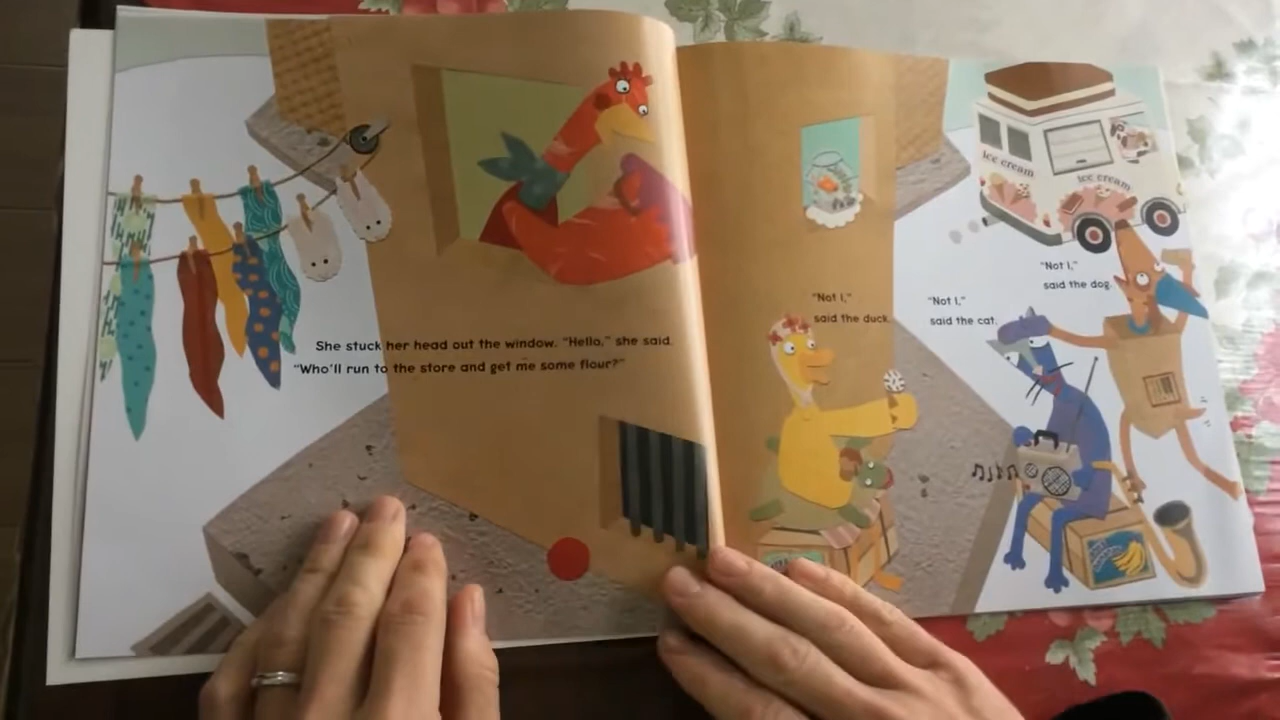 She stuck her head out the window. “Hello,” she said.
“Who’ll run to the store and get me some flour?”
“Not I,”
said the duck.
“Not I,”
said the cat.
“Not I,”
said the dog.
ice cream
ice cream